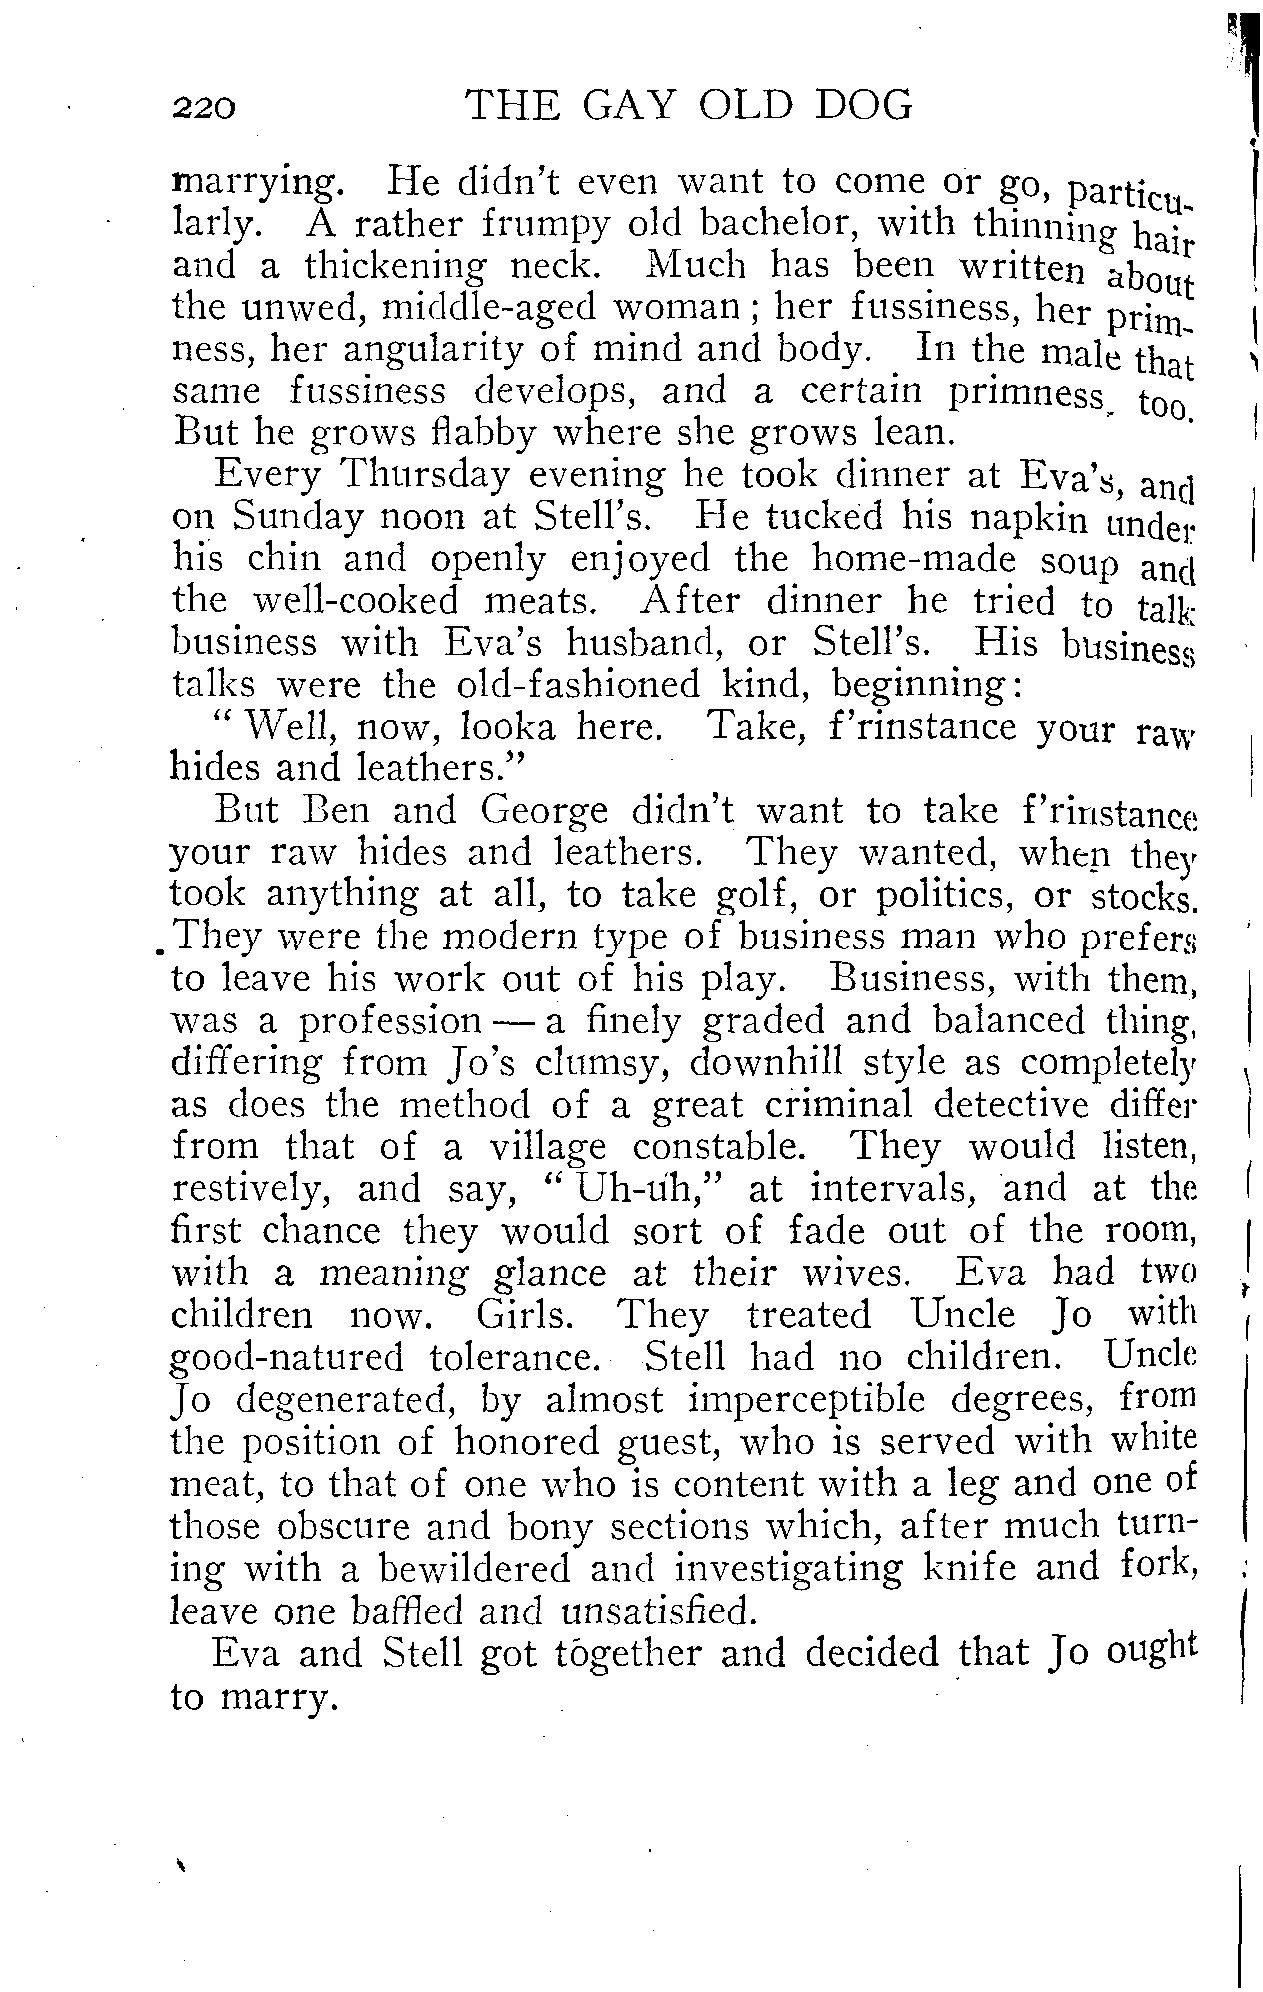 220 THE GAY OLD DOG
marrying. He didn't even want to come or go, particu-
larly. A rather frumpy old bachelor, with thinning hair
and a thickening neck. Much has been written about
the unwed, middle-aged woman; her fussiness, her prim-
ness, her angularity of mind and body. In the male that
same fussiness develops, and a certain primness, too.
But he grows flabby where she grows lean.
Every Thursday evening he took dinner at Eva's, and
on Sunday noon at Stell's. He tucked his napkin under
his chin and openly enjoyed the home-made soup and
the well-cooked meats. After dinner he tried to talk
business with Eva's husband, or Stell's. His business
talks were the old-fashioned kind, beginning:
“Well, now, looka here. Take, f'rinstance your raw
hides and leathers.”
But Ben and George didn't want to take f'rinstance
your raw hides and leathers. They wanted, when they
took anything at all, to take golf, or politics, or stocks.
They were the modern type of business man who prefers
to leave his work out of his play. Business, with them,
was a profession — a finely graded and balanced thing,
differing from Jo's clumsy, downhill style as completely
as does the method of a great criminal detective differ
from that of a village constable. They would listen,
restively, and say, “Uh-uh,” at intervals, and at the
first chance they would sort of fade out of the room,
with a meaning glance at their wives. Eva had two
children now. Girls. They treated Uncle Jo with
good-natured tolerance. Stell had no children. Uncle
Jo degenerated, by almost imperceptible degrees, from
the position of honored guest, who is served with white
meat, to that of one who is content with a leg and one of
those obscure and bony sections which, after much turn-
ing with a bewildered and investigating knife and fork,
leave one baffled and unsatisfied.
Eva and Stell got together and decided that Jo ought
to marry.